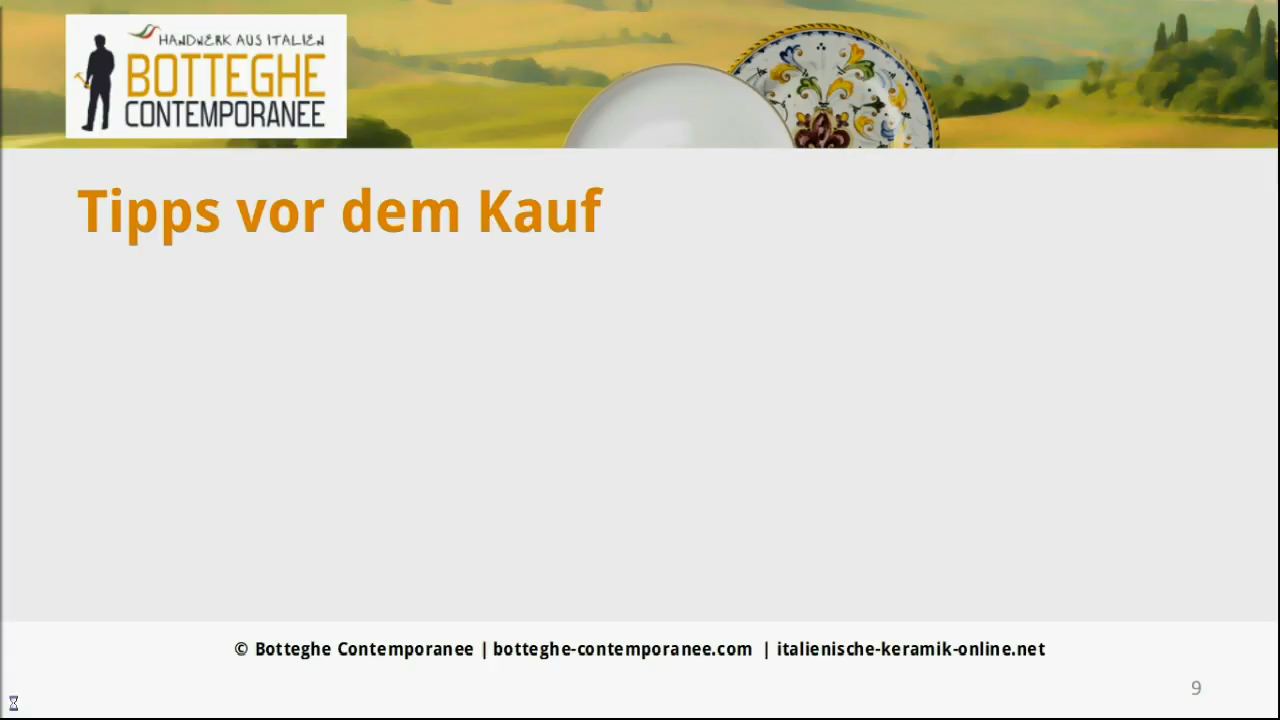 HANDWERK AUS ITALIEN
BOTTEGHE
CONTEMPORANEE
Tipps vor dem Kauf
© Botteghe Contemporanee | botteghe-contemporanee.com | italienische-keramik-online.net
9